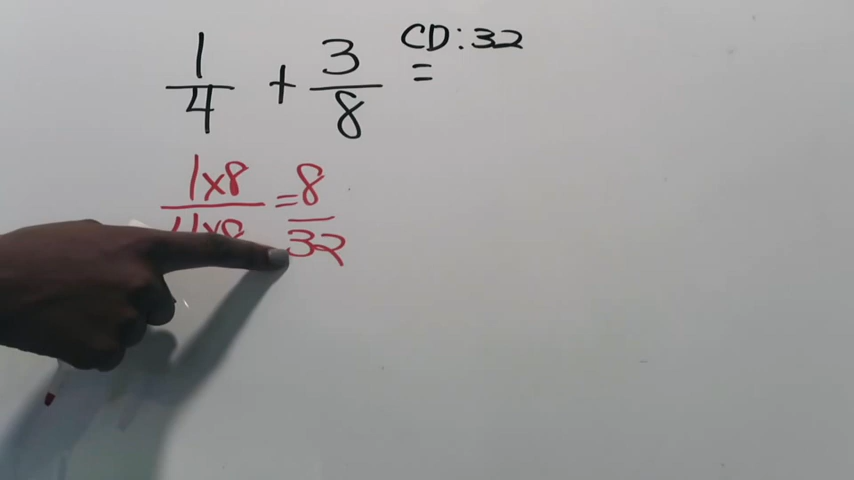 CD: 32
1/4 + 3/8 =
1x8/4x8 = 8/32